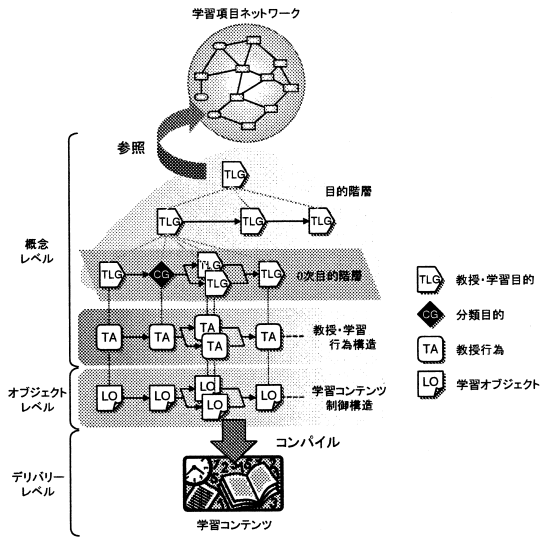 学習項目ネットワーク
参照
TLG
目的階層
TLG
TLG
TLG
概念
レベル
TLG
CG
TLG
TLG
TLG
0次目的階層
TLG
教授・学習目的
CG
分類目的
TA
TA
TA
TA
TA
教授・学習
行為構造
TA
教授行為
オブジェクト
レベル
LO
LO
LO
LO
LO
学習コンテンツ
制御構造
LO
学習オブジェクト
コンパイル
デリバリー
レベル
学習コンテンツ